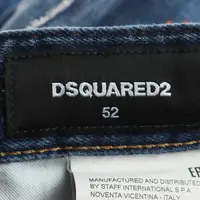 DSQUARED2
52
MANUFACTURED AND DISTRIBUTED
BY STAFF INTERNATIONAL S.P.A
NOVENTA VICENTINA - ITALY